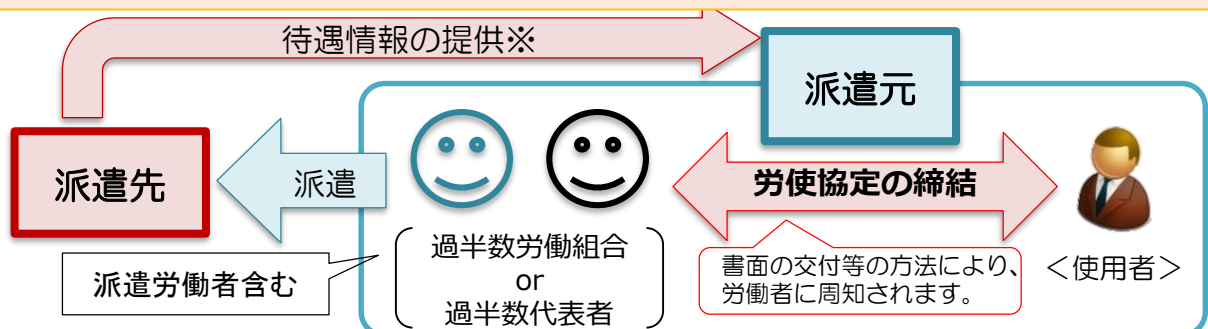 待遇情報の提供※
派遣元
派遣先
派遣
労使協定の締結
過半数労働組合
or
過半数代表者
派遣労働者含む
書面の交付等の方法により、
労働者に周知されます。
＜使用者＞